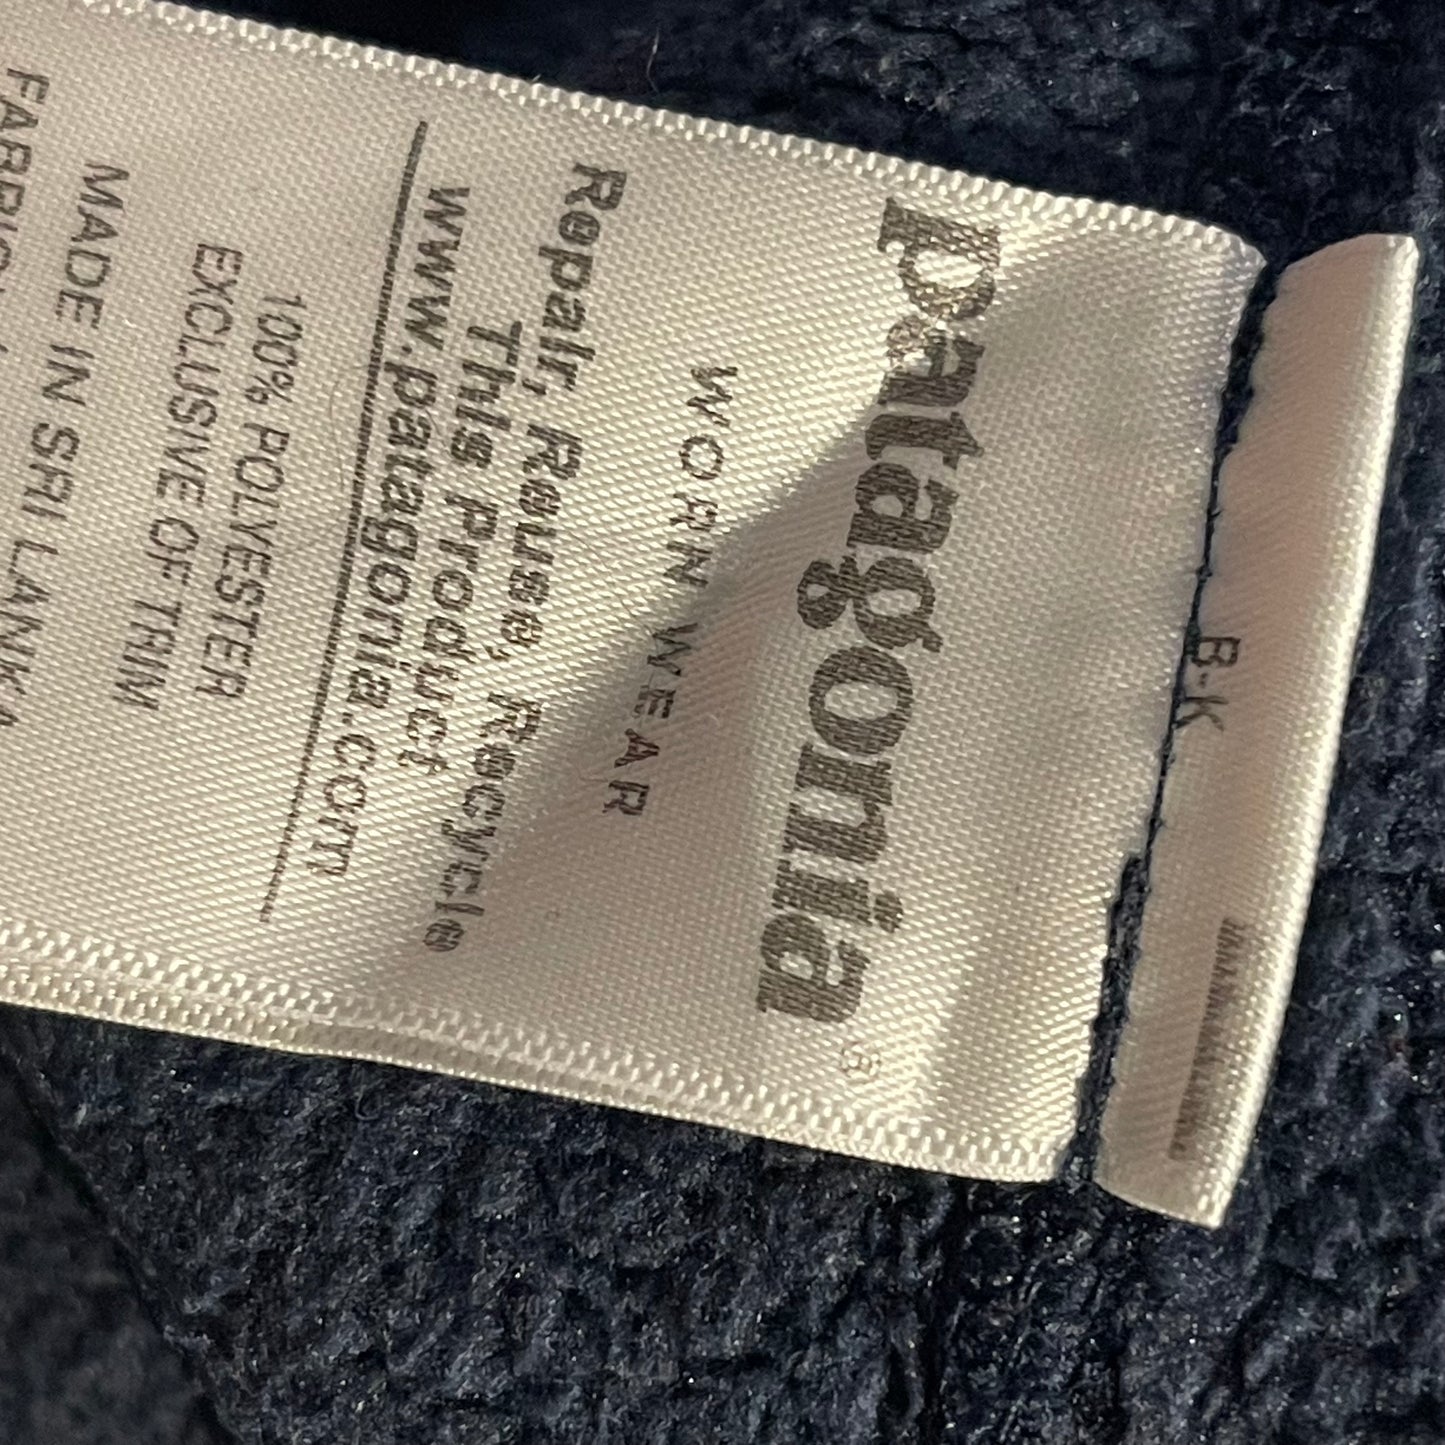 B-K
patagonia®
WORN WEAR
Repair, Reuse, Recycle
This Product
www.patagonia.com
100% POLYESTER
EXCLUSIVE OF TRIM
MADE IN SRI LANKA